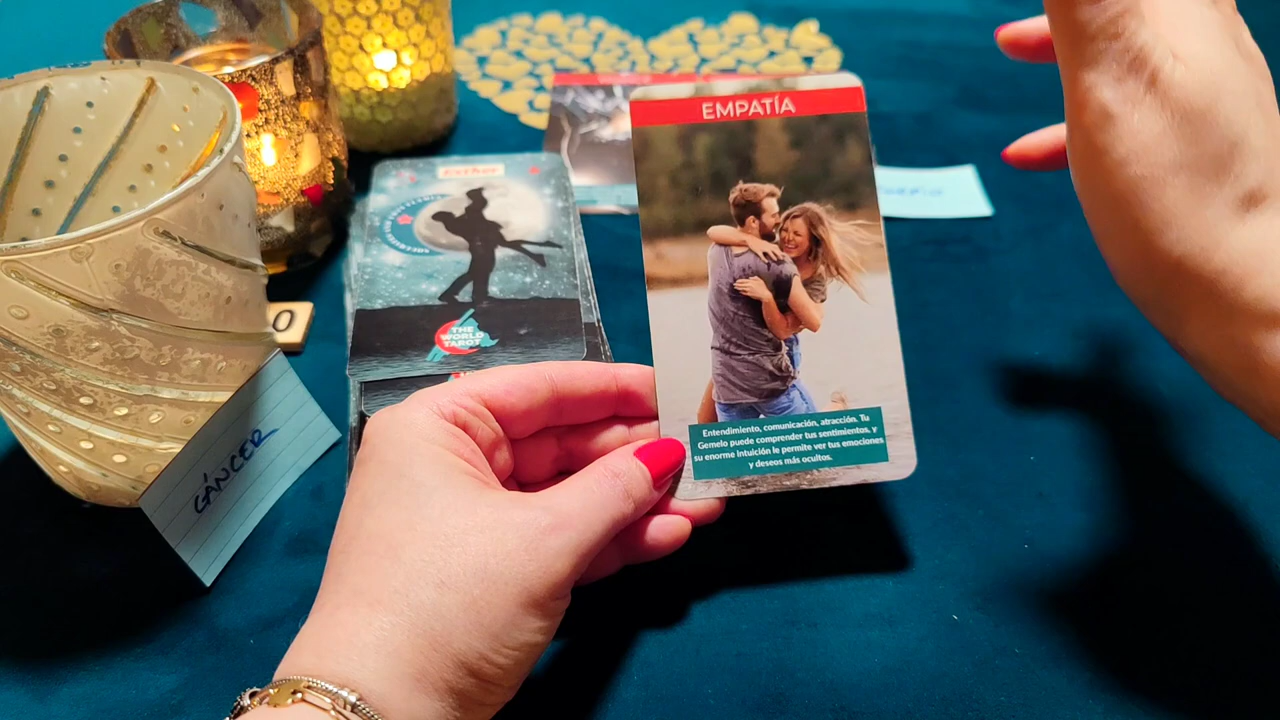 EMPATÍA
Entendimiento, comunicación, atracción. Tu
Gemelo puede comprender tus sentimientos, y
su enorme intuición le permite ver tus emociones
y deseos más ocultos.
Esther
THE
WORLD
TAROT
O
CÁNCER